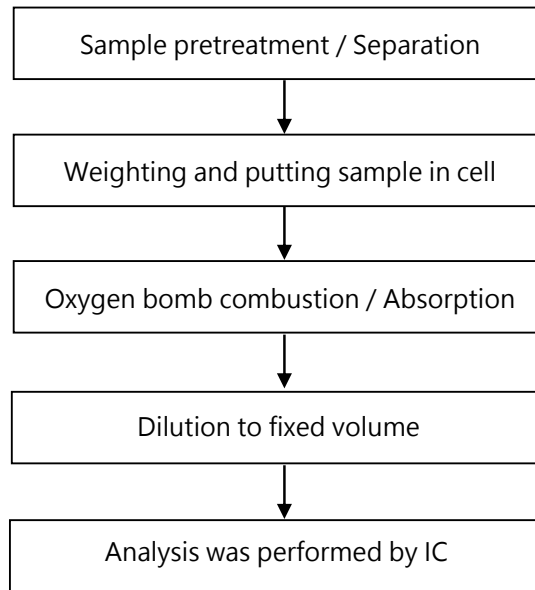 Sample pretreatment / Separation
Weighting and putting sample in cell
Oxygen bomb combustion / Absorption
Dilution to fixed volume
Analysis was performed by IC